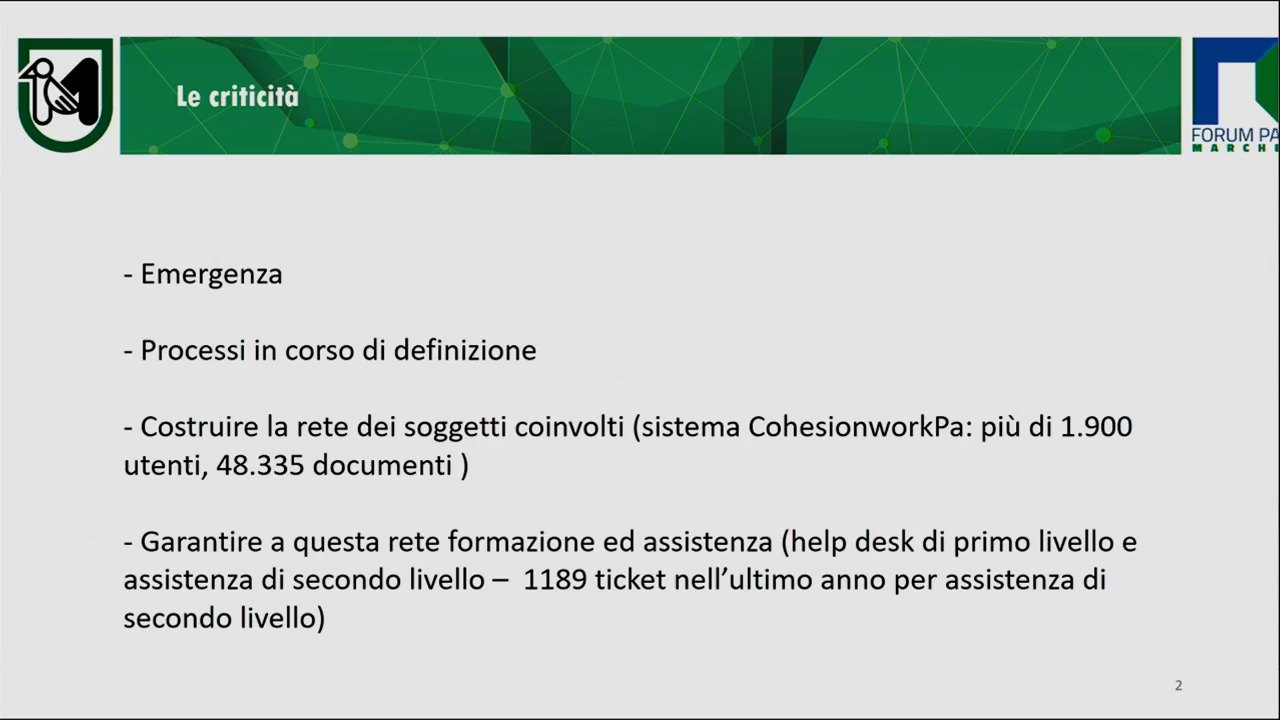 Le criticità
FORUM PA
MARCHE
- Emergenza
- Processi in corso di definizione
- Costruire la rete dei soggetti coinvolti (sistema CohesionworkPa: più di 1.900
utenti, 48.335 documenti )
- Garantire a questa rete formazione ed assistenza (help desk di primo livello e
assistenza di secondo livello –  1189 ticket nell’ultimo anno per assistenza di
secondo livello)
2